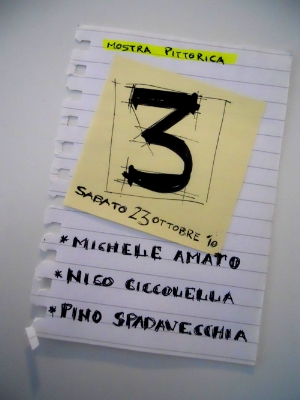 MOSTRA PITTORICA
3
SABATO 23 OTTOBRE '10
* MICHELE AMATO
* NICO CICCOLELLA
* PINO SPADAVECCHIA